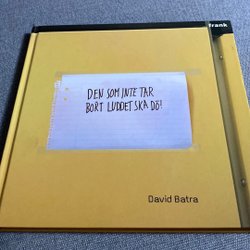 frank
DEN SOM INTE TAR
BORT LUDDET SKA DÖ!
David Batra